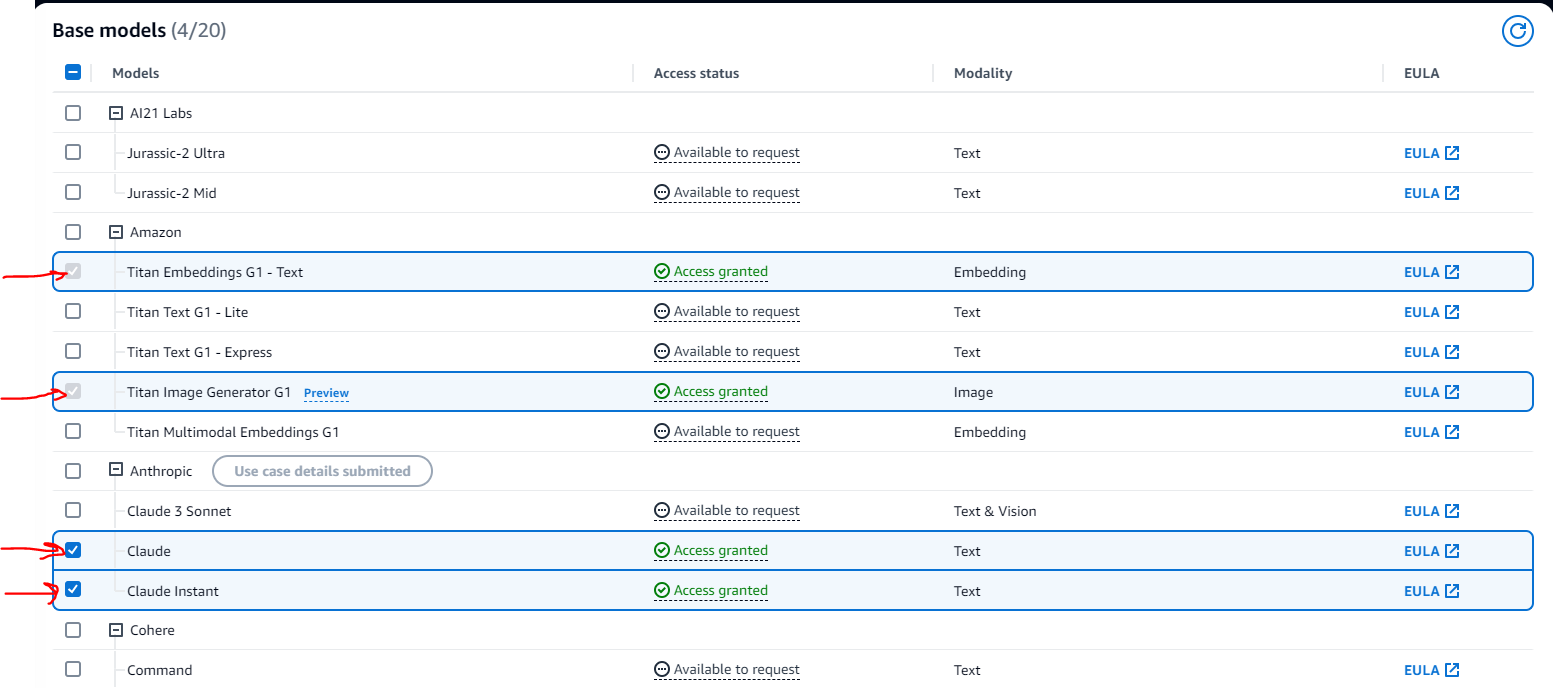 Base models (4/20)
Models Access status Modality EULA
AI21 Labs
Jurassic-2 Ultra Available to request Text EULA
Jurassic-2 Mid Available to request Text EULA
Amazon
Titan Embeddings G1 - Text Access granted Embedding EULA
Titan Text G1 - Lite Available to request Text EULA
Titan Text G1 - Express Available to request Text EULA
Titan Image Generator G1 Preview Access granted Image EULA
Titan Multimodal Embeddings G1 Available to request Embedding EULA
Anthropic Use case details submitted
Claude 3 Sonnet Available to request Text & Vision EULA
Claude Access granted Text EULA
Claude Instant Access granted Text EULA
Cohere
Command Available to request Text EULA